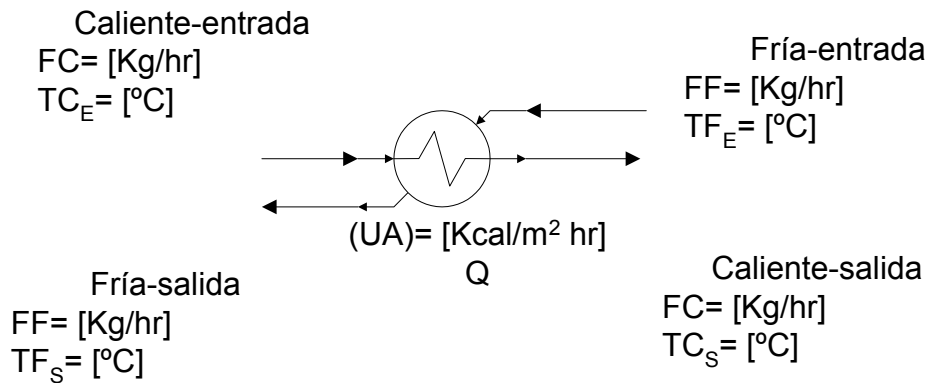 Caliente-entrada
FC= [Kg/hr]
TC_E= [ºC]
Fría-entrada
FF= [Kg/hr]
TF_E= [ºC]
(UA)= [Kcal/m² hr]
Q
Fría-salida
FF= [Kg/hr]
TF_S= [ºC]
Caliente-salida
FC= [Kg/hr]
TC_S= [ºC]